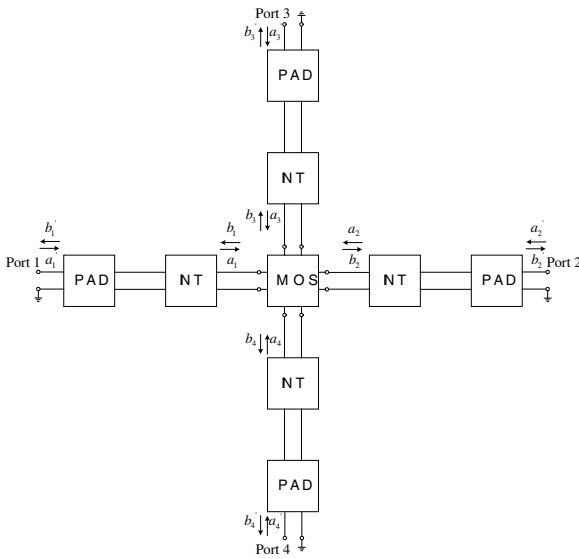 Port 3
b₃' a₃'
PAD
NT
b₃ a₃
b₁' b₁ a₂ a₂'
Port 1 a₁' a₁ b₂ b₂' Port 2
PAD NT MOS NT PAD
b₄ a₄
NT
PAD
b₄' a₄'
Port 4